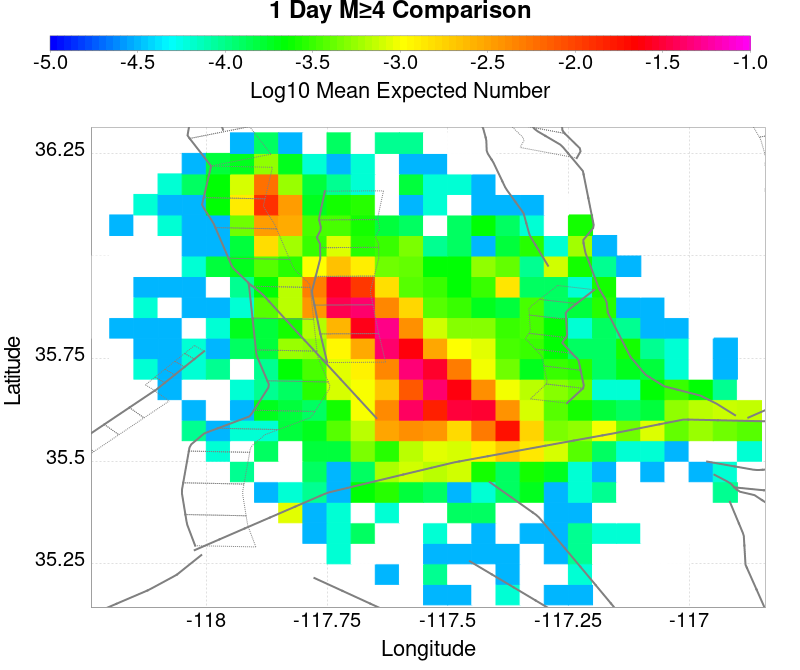 1 Day M≥4 Comparison
-5.0 -4.5 -4.0 -3.5 -3.0 -2.5 -2.0 -1.5 -1.0
Log10 Mean Expected Number
36.25
35.75
35.5
35.25
Latitude
-118 -117.75 -117.5 -117.25 -117
Longitude